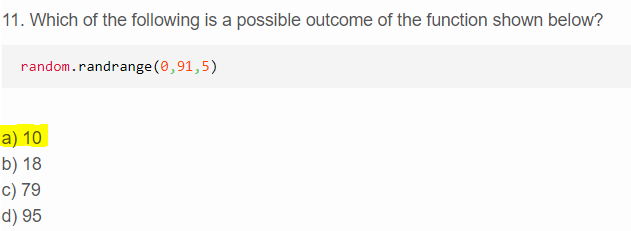 11. Which of the following is a possible outcome of the function shown below?
random.randrange(0,91,5)
a) 10
b) 18
c) 79
d) 95